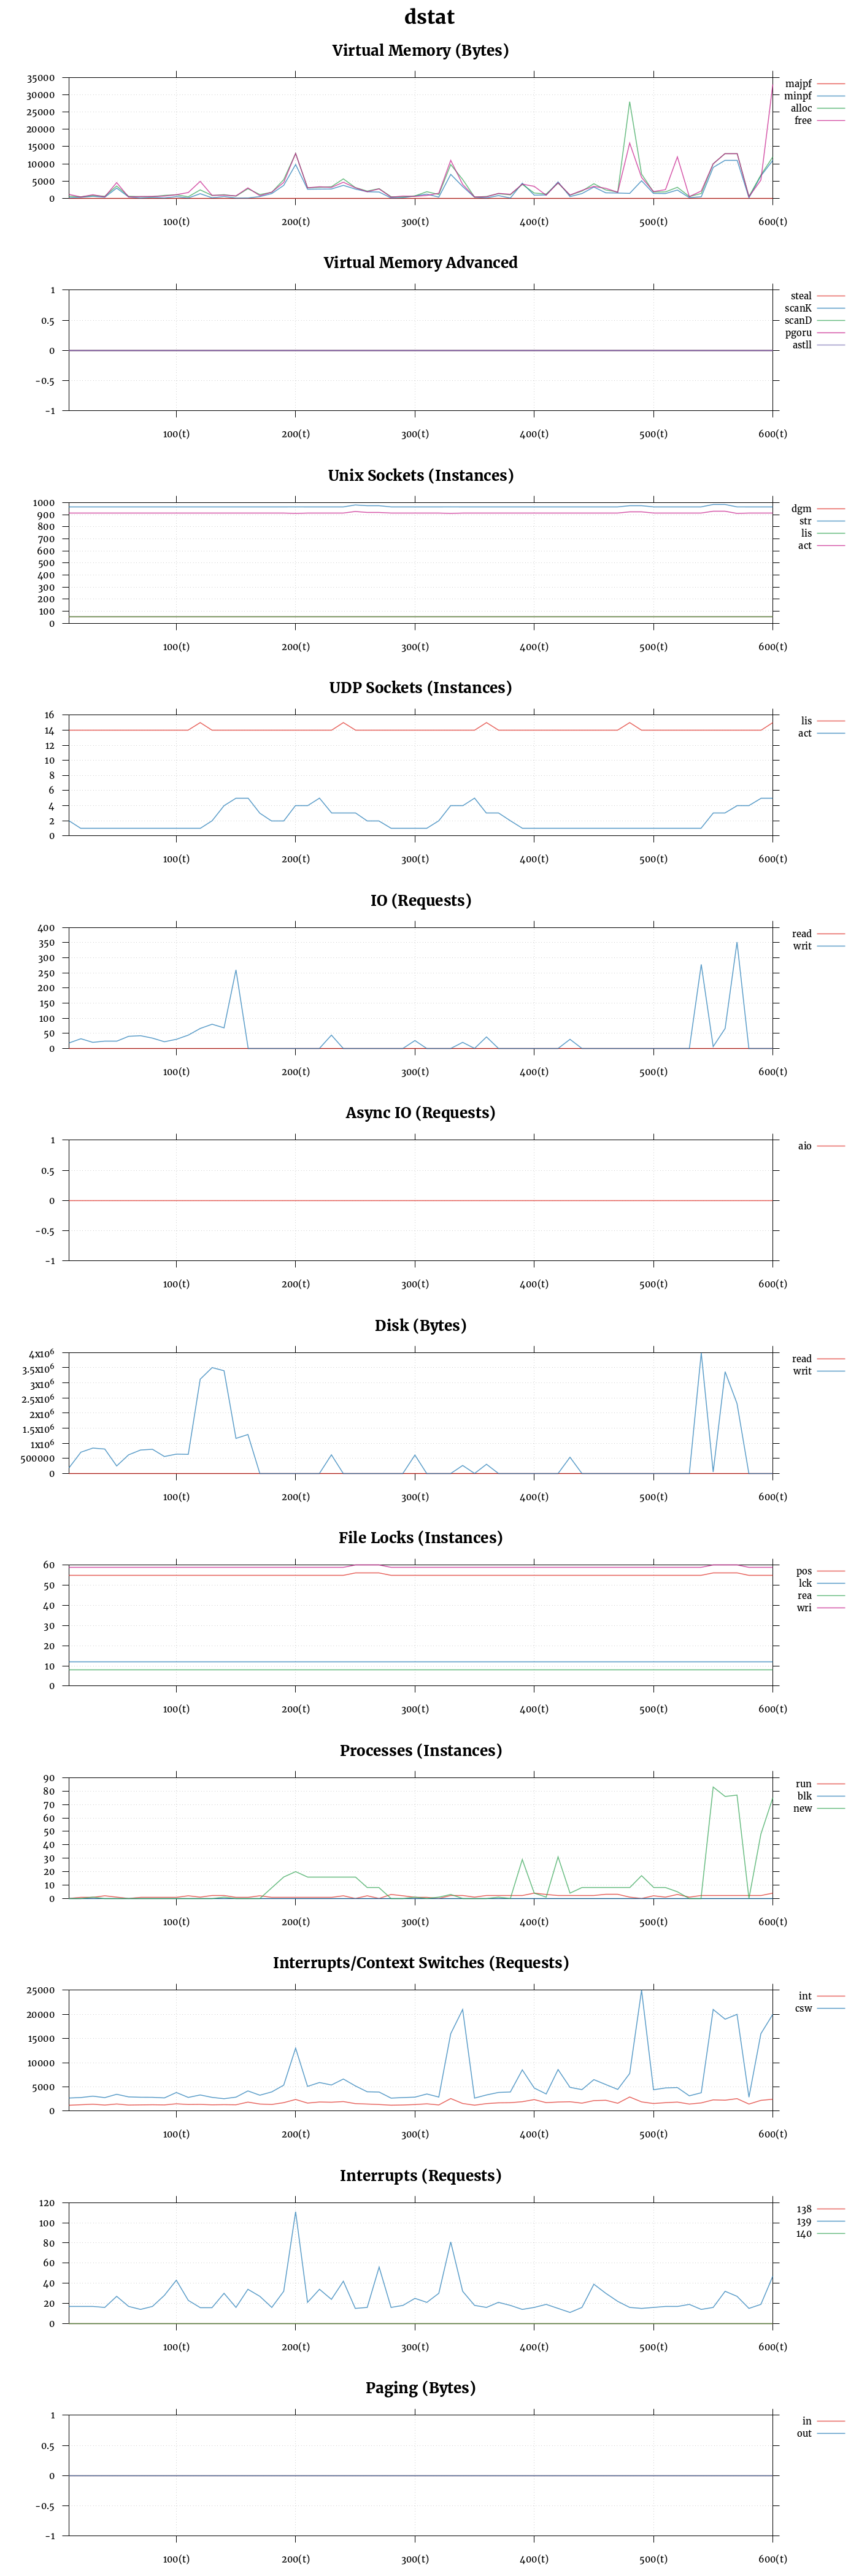 dstat
Virtual Memory (Bytes)
35000
30000
25000
20000
15000
10000
5000
0
100(t) 200(t) 300(t) 400(t) 500(t) 600(t)
majpf
minpf
alloc
free
Virtual Memory Advanced
1
0.5
0
-0.5
-1
100(t) 200(t) 300(t) 400(t) 500(t) 600(t)
steal
scanK
scanD
pgoru
astll
Unix Sockets (Instances)
1000
900
800
700
600
500
400
300
200
100
0
100(t) 200(t) 300(t) 400(t) 500(t) 600(t)
dgm
str
lis
act
UDP Sockets (Instances)
16
14
12
10
8
6
4
2
0
100(t) 200(t) 300(t) 400(t) 500(t) 600(t)
lis
act
IO (Requests)
400
350
300
250
200
150
100
50
0
100(t) 200(t) 300(t) 400(t) 500(t) 600(t)
read
writ
Async IO (Requests)
1
0.5
0
-0.5
-1
100(t) 200(t) 300(t) 400(t) 500(t) 600(t)
aio
Disk (Bytes)
4x10⁶
3.5x10⁶
3x10⁶
2.5x10⁶
2x10⁶
1.5x10⁶
1x10⁶
500000
0
100(t) 200(t) 300(t) 400(t) 500(t) 600(t)
read
writ
File Locks (Instances)
60
50
40
30
20
10
0
100(t) 200(t) 300(t) 400(t) 500(t) 600(t)
pos
lck
rea
wri
Processes (Instances)
90
80
70
60
50
40
30
20
10
0
100(t) 200(t) 300(t) 400(t) 500(t) 600(t)
run
blk
new
Interrupts/Context Switches (Requests)
25000
20000
15000
10000
5000
0
100(t) 200(t) 300(t) 400(t) 500(t) 600(t)
int
csw
Interrupts (Requests)
120
100
80
60
40
20
0
100(t) 200(t) 300(t) 400(t) 500(t) 600(t)
138
139
140
Paging (Bytes)
1
0.5
0
-0.5
-1
100(t) 200(t) 300(t) 400(t) 500(t) 600(t)
in
out